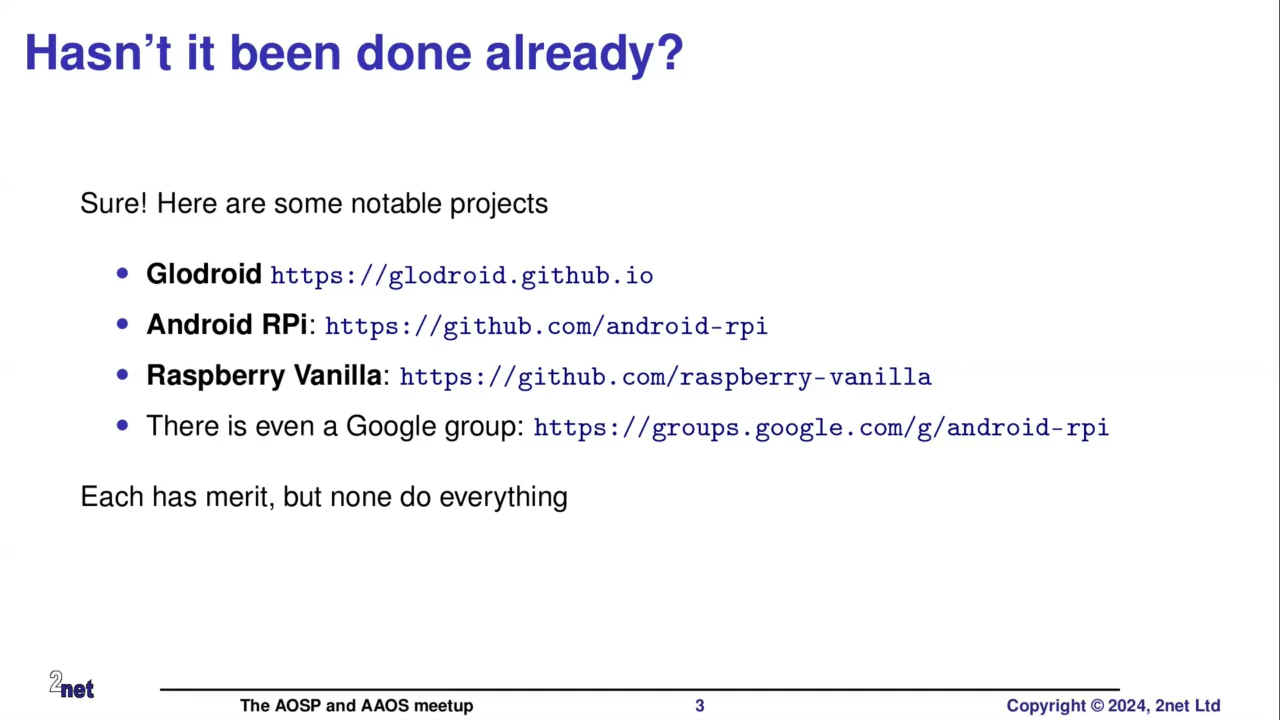 Hasn't it been done already?
Sure! Here are some notable projects
• Glodroid https://glodroid.github.io
• Android RPi: https://github.com/android-rpi
• Raspberry Vanilla: https://github.com/raspberry-vanilla
• There is even a Google group: https://groups.google.com/g/android-rpi
Each has merit, but none do everything
2net
The AOSP and AAOS meetup 3 Copyright © 2024, 2net Ltd